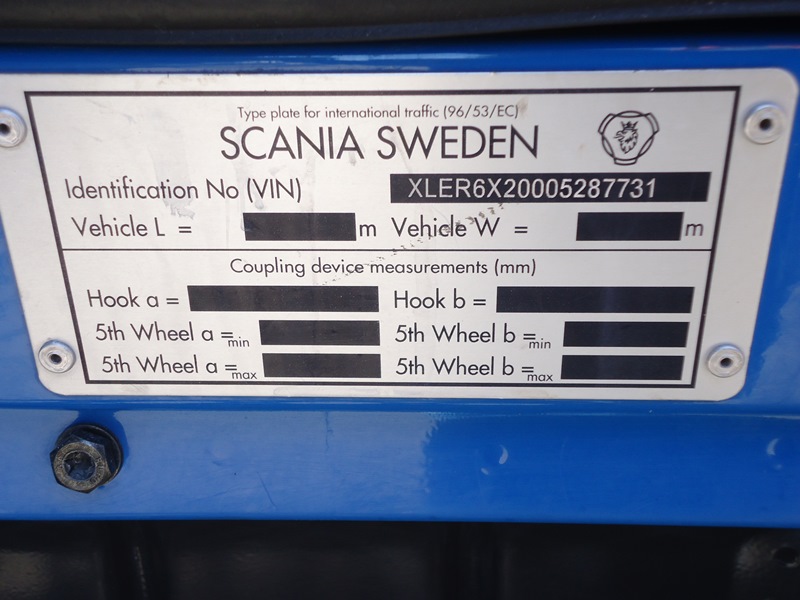 Type plate for international traffic (96/53/EC)
SCANIA SWEDEN
Identification No (VIN) XLER6X20005287731
Vehicle L = m Vehicle W = m
Coupling device measurements (mm)
Hook a = Hook b =
5th Wheel a =min 5th Wheel b =min
5th Wheel a =max 5th Wheel b =max